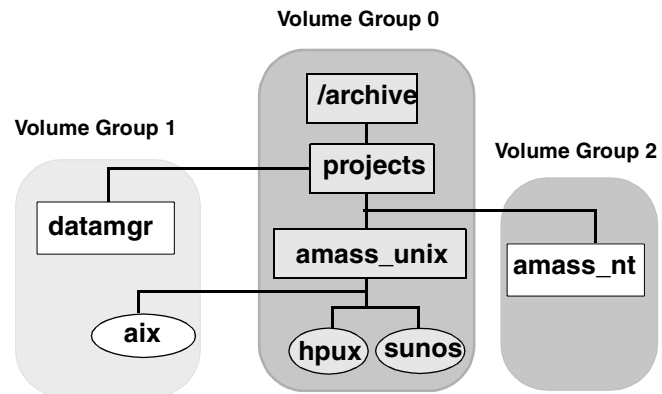 Volume Group 0
/archive
Volume Group 1
projects
Volume Group 2
datamgr
amass_unix
amass_nt
aix
hpux
sunos